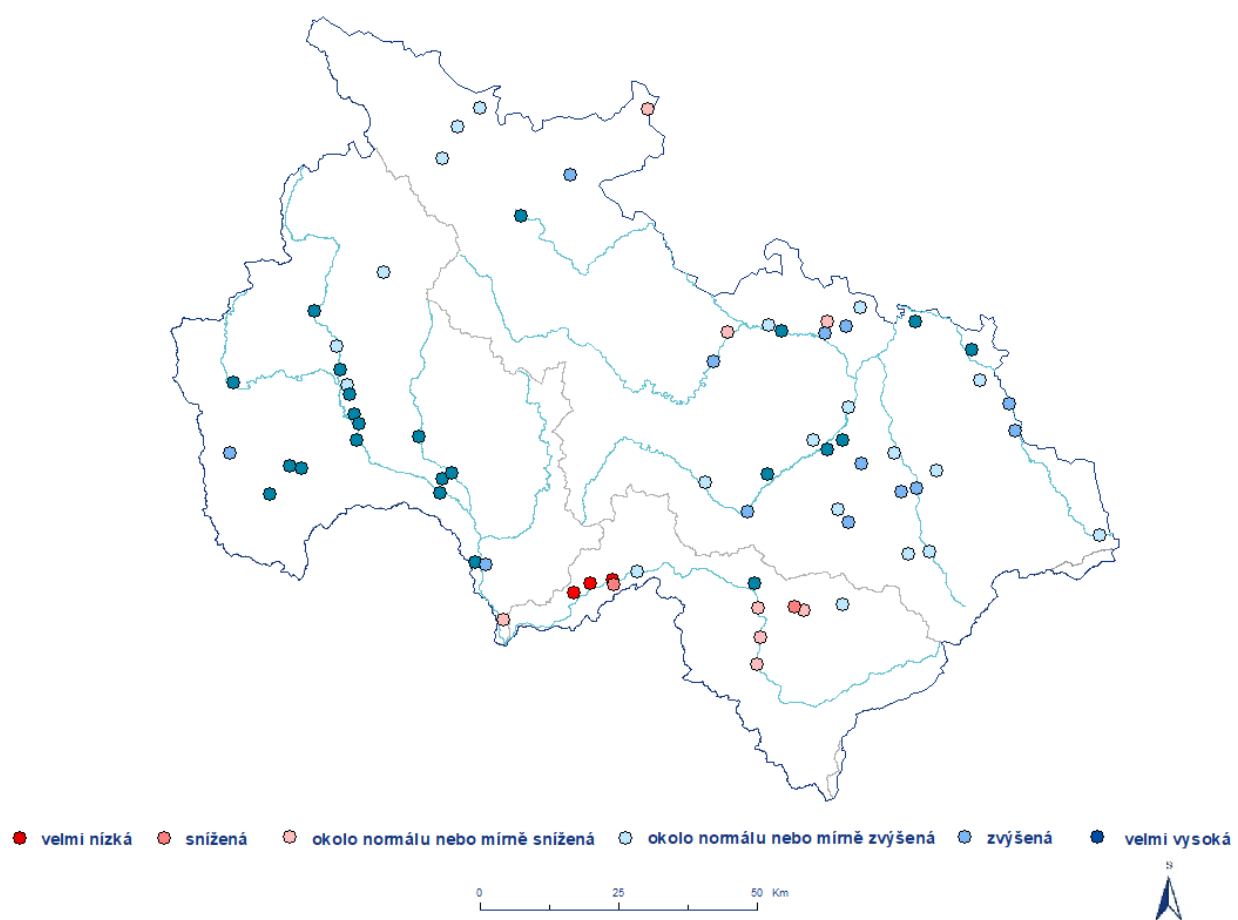 velmi nízká snížená okolo normálu nebo mírně snížená okolo normálu nebo mírně zvýšená zvýšená velmi vysoká
S
0 25 50 Km